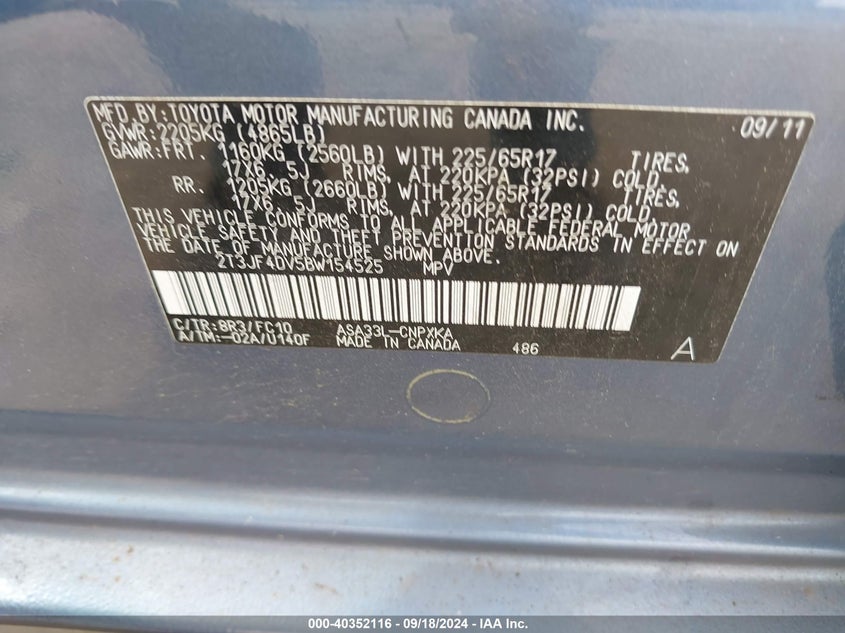 MFD.BY:TOYOTA MOTOR MANUFACTURING CANADA INC. 09/11
GVWR:2205KG (4865LB)
GAWR:FRT. 1160KG (2560LB) WITH 225/65R17 TIRES,
17X6.5J RIMS, AT 220KPA (32PSI) COLD.
RR. 1205KG (2660LB) WITH 225/65R17 TIRES,
17X6.5J RIMS, AT 220KPA (32PSI) COLD.
THIS VEHICLE CONFORMS TO ALL APPLICABLE FEDERAL MOTOR
VEHICLE SAFETY AND THEFT PREVENTION STANDARDS IN EFFECT ON
THE DATE OF MANUFACTURE SHOWN ABOVE.
2T3JF4DV5BW154525 MPV
C/TR:8R3/FC10 ASA33L-CNPXKA
A/TM:-02A/U140F MADE IN CANADA 486 A
000-40352116 - 09/18/2024 - IAA Inc.